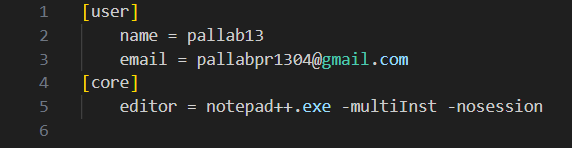 1 [user]
2 name = pallab13
3 email = pallabpr1304@gmail.com
4 [core]
5 editor = notepad++.exe -multiInst -nosession
6